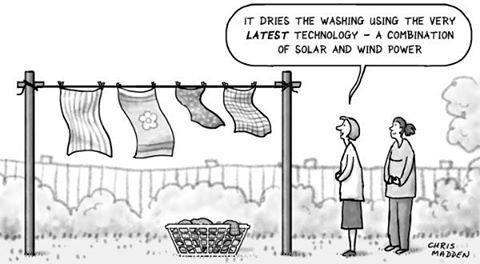 IT DRIES THE WASHING USING THE VERY
LATEST TECHNOLOGY – A COMBINATION
OF SOLAR AND WIND POWER
CHRIS
MADDEN